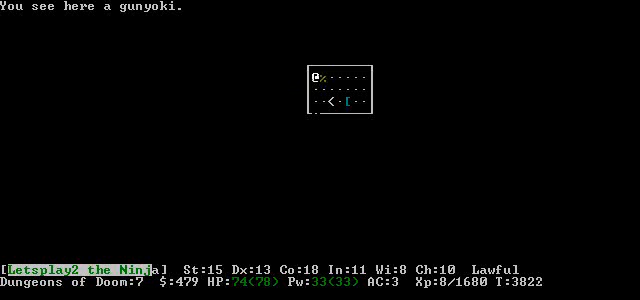 You see here a gunyoki.
@%·····
·······
··<·[··
··
[Letsplay2 the Ninja] St:15 Dx:13 Co:18 In:11 Wi:8 Ch:10 Lawful
Dungeons of Doom:7 $:479 HP:74(78) Pw:33(33) AC:3 Xp:8/1680 T:3822